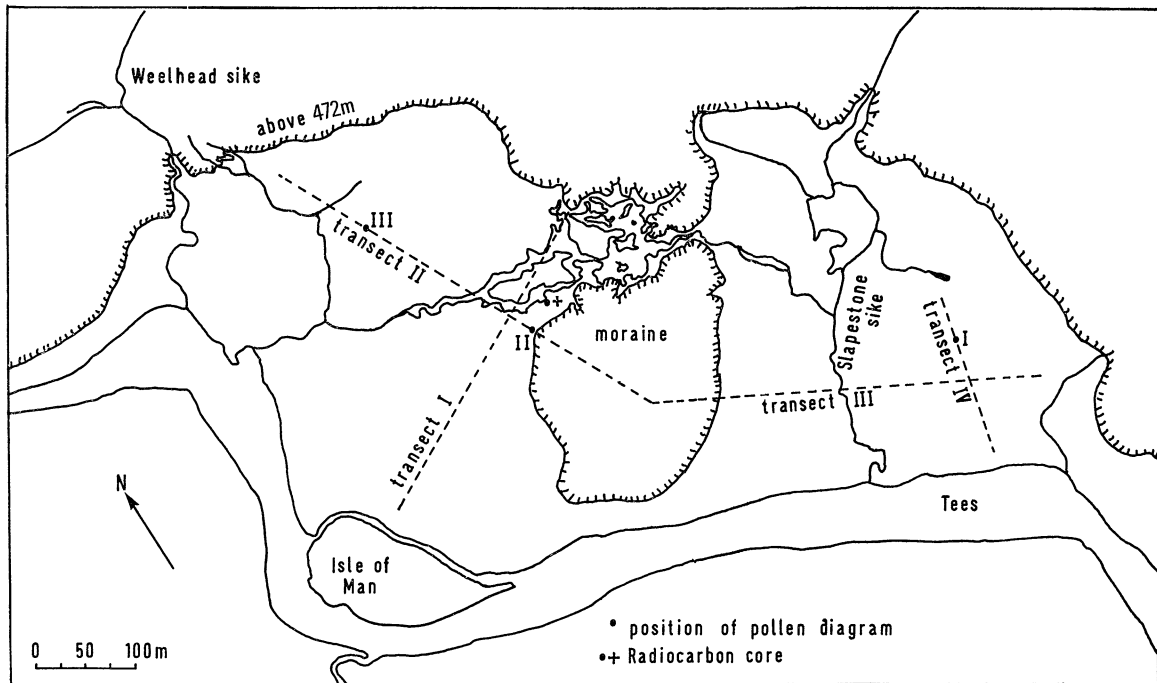 Weelhead sike
above 472m
III
transect II
II
moraine
Slapestone
sike
I
transect IV
transect III
transect I
N
Tees
Isle of
Man
• position of pollen diagram
•+ Radiocarbon core
0 50 100m